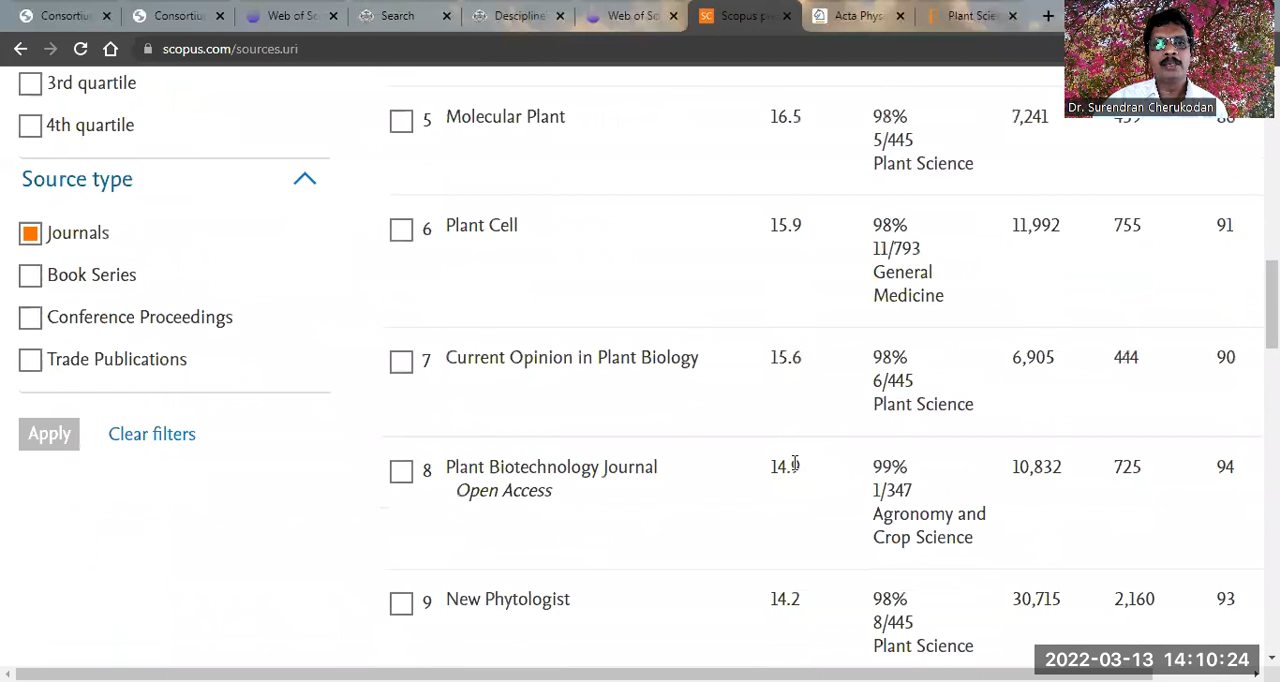 Consortiu
Consortiu
Web of Sc
Search
Descipline
Web of Sc
Scopus pr
Acta Phys
Plant Scie
scopus.com/sources.uri
Dr. Surendran Cherukodan
3rd quartile
4th quartile
Source type
Journals
Book Series
Conference Proceedings
Trade Publications
Apply
Clear filters
5 Molecular Plant 16.5 98% 7,241
5/445
Plant Science
6 Plant Cell 15.9 98% 11,992 755 91
11/793
General
Medicine
7 Current Opinion in Plant Biology 15.6 98% 6,905 444 90
6/445
Plant Science
8 Plant Biotechnology Journal 14.9 99% 10,832 725 94
Open Access 1/347
Agronomy and
Crop Science
9 New Phytologist 14.2 98% 30,715 2,160 93
8/445
Plant Science
2022-03-13 14:10:24